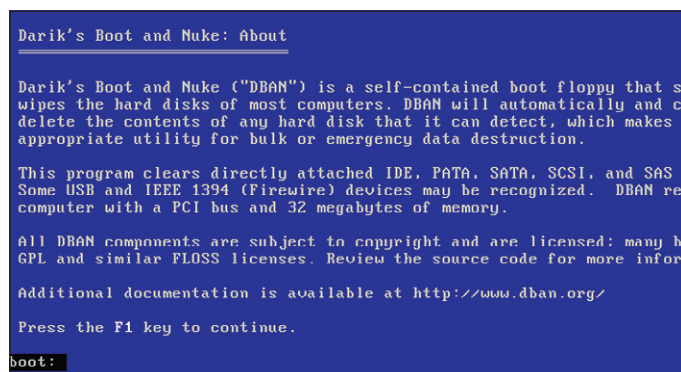 Darik's Boot and Nuke: About
Darik's Boot and Nuke ("DBAN") is a self-contained boot floppy that s
wipes the hard disks of most computers. DBAN will automatically and c
delete the contents of any hard disk that it can detect, which makes
appropriate utility for bulk or emergency data destruction.
This program clears directly attached IDE, PATA, SATA, SCSI, and SAS
Some USB and IEEE 1394 (Firewire) devices may be recognized.  DBAN re
computer with a PCI bus and 32 megabytes of memory.
All DBAN components are subject to copyright and are licensed: many h
GPL and similar FLOSS licenses. Review the source code for more infor
Additional documentation is available at http://www.dban.org/
Press the F1 key to continue.
boot: